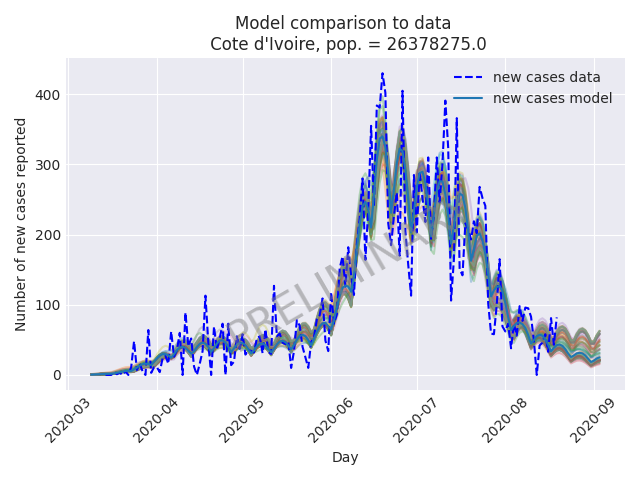 Model comparison to data
Cote d'Ivoire, pop. = 26378275.0
new cases data
new cases model
Number of new cases reported
400
300
200
100
0
PRELIMINARY
2020-03
2020-04
2020-05
2020-06
2020-07
2020-08
2020-09
Day